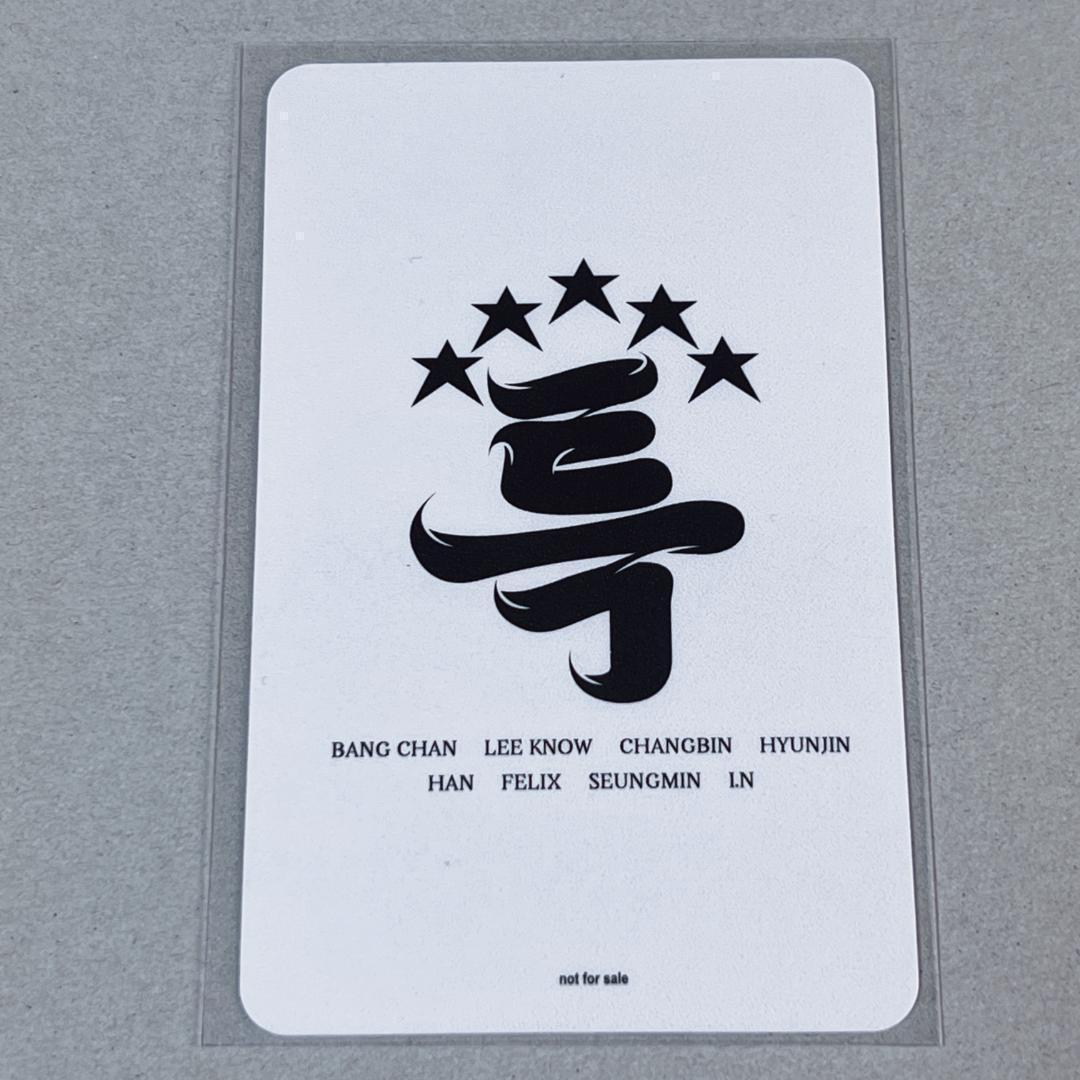 특
BANG CHAN LEE KNOW CHANGBIN HYUNJIN
HAN FELIX SEUNGMIN I.N
not for sale